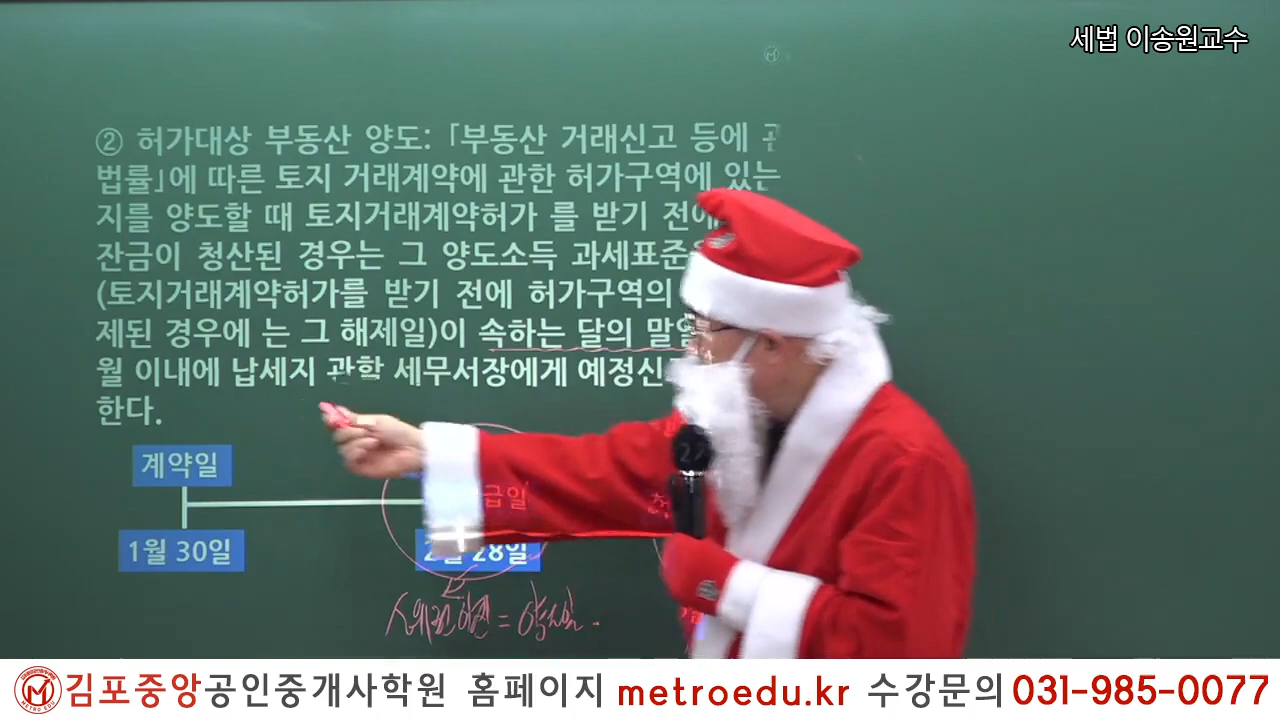 세법 이송원교수
② 허가대상 부동산 양도: 「부동산 거래신고 등에
법률」에 따른 토지 거래계약에 관한 허가구역에 있는
지를 양도할 때 토지거래계약허가 를 받기 전에
잔금이 청산된 경우는 그 양도소득 과세표준
(토지거래계약허가를 받기 전에 허가구역의
제된 경우에 는 그 해제일)이 속하는 달의 말일
월 이내에 납세지 관할 세무서장에게 예정신
한다.
계약일
급일
1월 30일
2월 28일
김포중앙공인중개사학원 홈페이지 metroedu.kr 수강문의 031-985-0077